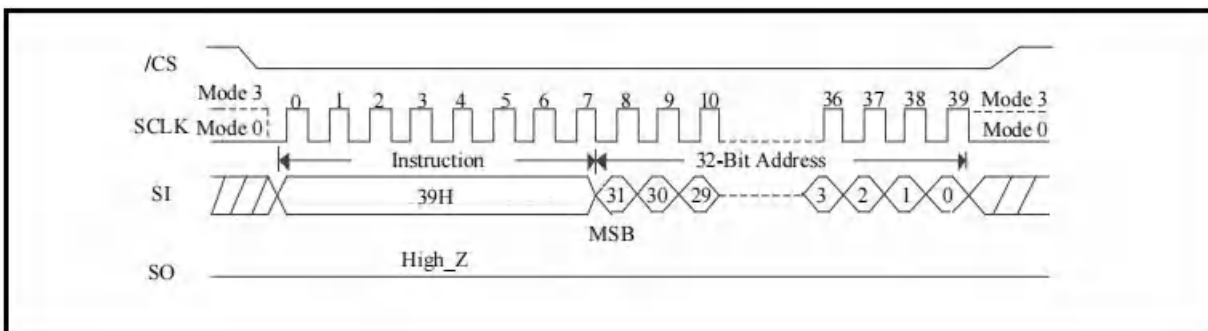 /CS
Mode 3 0 1 2 3 4 5 6 7 8 9 10 36 37 38 39 Mode 3
SCLK
Mode 0 Mode 0
Instruction 32-Bit Address
SI 39H 31 30 29 3 2 1 0
MSB
High_Z
SO